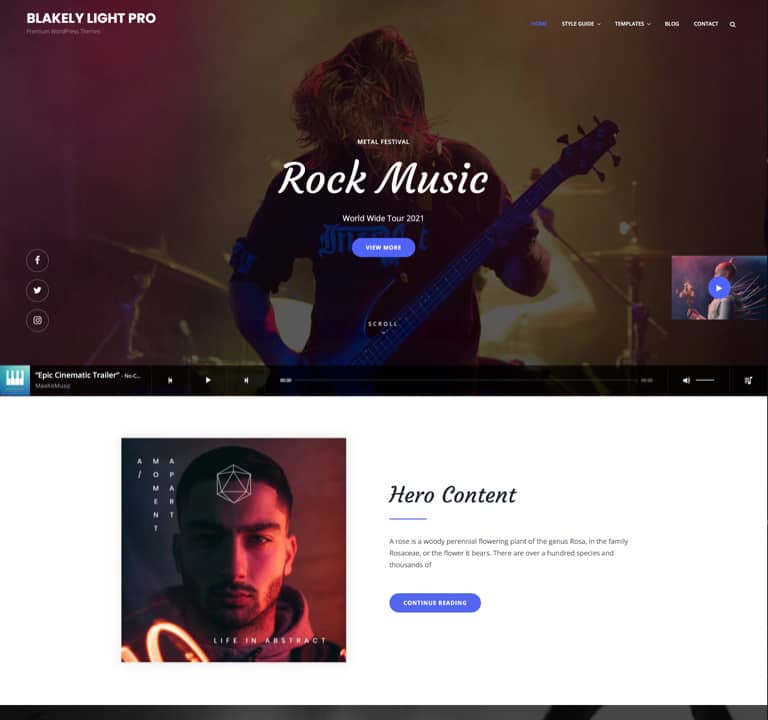 BLAKELY LIGHT PRO
Premium WordPress Themes
HOME STYLE GUIDE TEMPLATES BLOG CONTACT
METAL FESTIVAL
Rock Music
World Wide Tour 2021
VIEW MORE
SCROLL
“Epic Cinematic Trailer” - No-C...
MaxKoMusic
00:00 00:00
A / MOMENT APART
LIFE IN ABSTRACT
Hero Content
A rose is a woody perennial flowering plant of the genus Rosa, in the family
Rosaceae, or the flower it bears. There are over a hundred species and
thousands of
CONTINUE READING